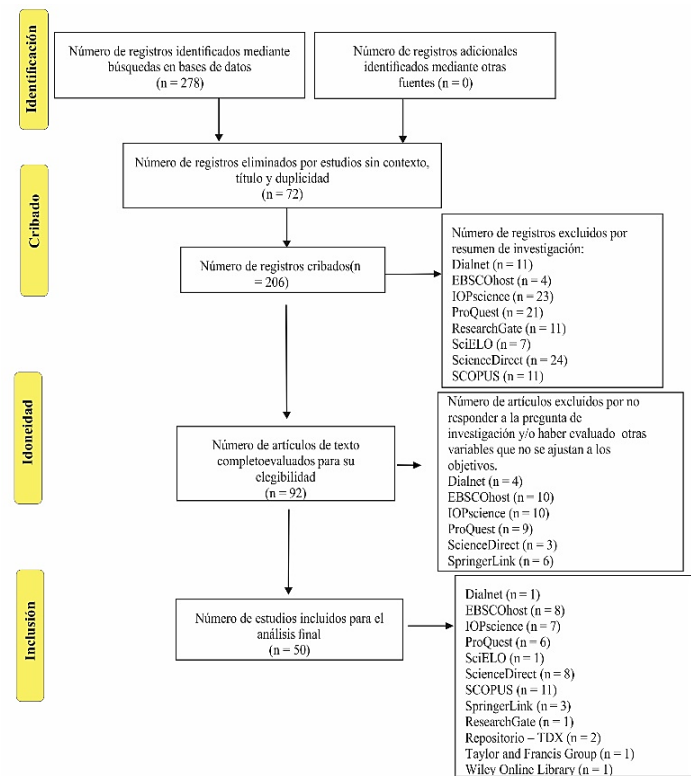 Identificación
Número de registros identificados mediante
búsquedas en bases de datos
(n = 278)
Número de registros adicionales
identificados mediante otras
fuentes (n = 0)
Número de registros eliminados por estudios sin contexto,
título y duplicidad
(n = 72)
Cribado
Número de registros cribados(n
= 206)
Número de registros excluidos por
resumen de investigación:
Dialnet (n = 11)
EBSCOhost (n = 4)
IOPscience (n = 23)
ProQuest (n = 21)
ResearchGate (n = 11)
SciELO (n = 7)
ScienceDirect (n = 24)
SCOPUS (n = 11)
Idoneidad
Número de artículos de texto
completoevaluados para su
elegibilidad
(n = 92)
Número de artículos excluidos por no
responder a la pregunta de
investigación y/o haber evaluado otras
variables que no se ajustan a los
objetivos.
Dialnet (n = 4)
EBSCOhost (n = 10)
IOPscience (n = 10)
ProQuest (n = 9)
ScienceDirect (n = 3)
SpringerLink (n = 6)
Inclusión
Número de estudios incluidos para el
análisis final
(n = 50)
Dialnet (n = 1)
EBSCOhost (n = 8)
IOPscience (n = 7)
ProQuest (n = 6)
SciELO (n = 1)
ScienceDirect (n = 8)
SCOPUS (n = 11)
SpringerLink (n = 3)
ResearchGate (n = 1)
Repositorio – TDX (n = 2)
Taylor and Francis Group (n = 1)
Wiley Online Library (n = 1)